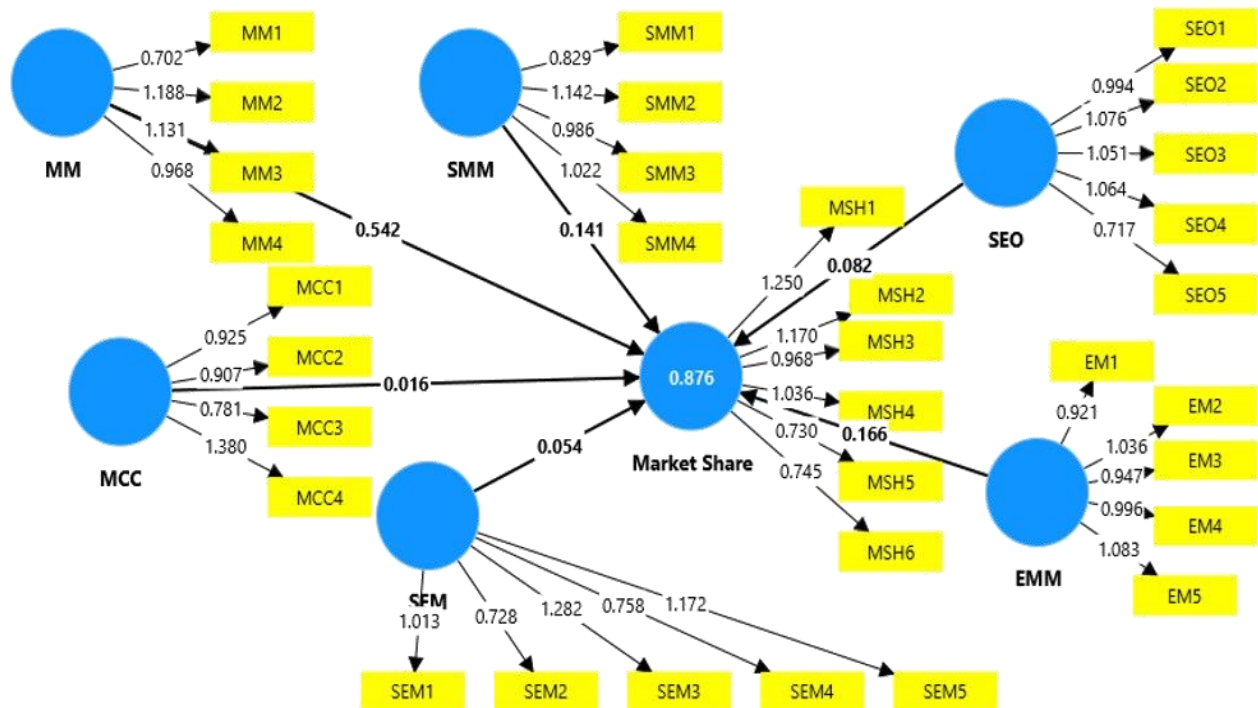 MM1
0.702
MM2
1.188
1.131
MM3
0.968
MM4
MM
SMM1
0.829
SMM2
1.142
0.986
SMM3
1.022
SMM4
SMM
SEO1
0.994
SEO2
1.076
1.051
SEO3
1.064
SEO4
0.717
SEO5
SEO
0.542
0.141
0.082
MSH1
1.250
MSH2
1.170
MSH3
0.968
1.036
MSH4
0.730
MSH5
0.745
MSH6
0.876
Market Share
MCC1
0.925
MCC2
0.907
0.781
MCC3
1.380
MCC4
MCC
0.016
0.054
0.166
EM1
0.921
EM2
1.036
EM3
0.947
0.996
EM4
1.083
EM5
EMM
SEM
1.013
0.728
1.282
0.758
1.172
SEM1
SEM2
SEM3
SEM4
SEM5